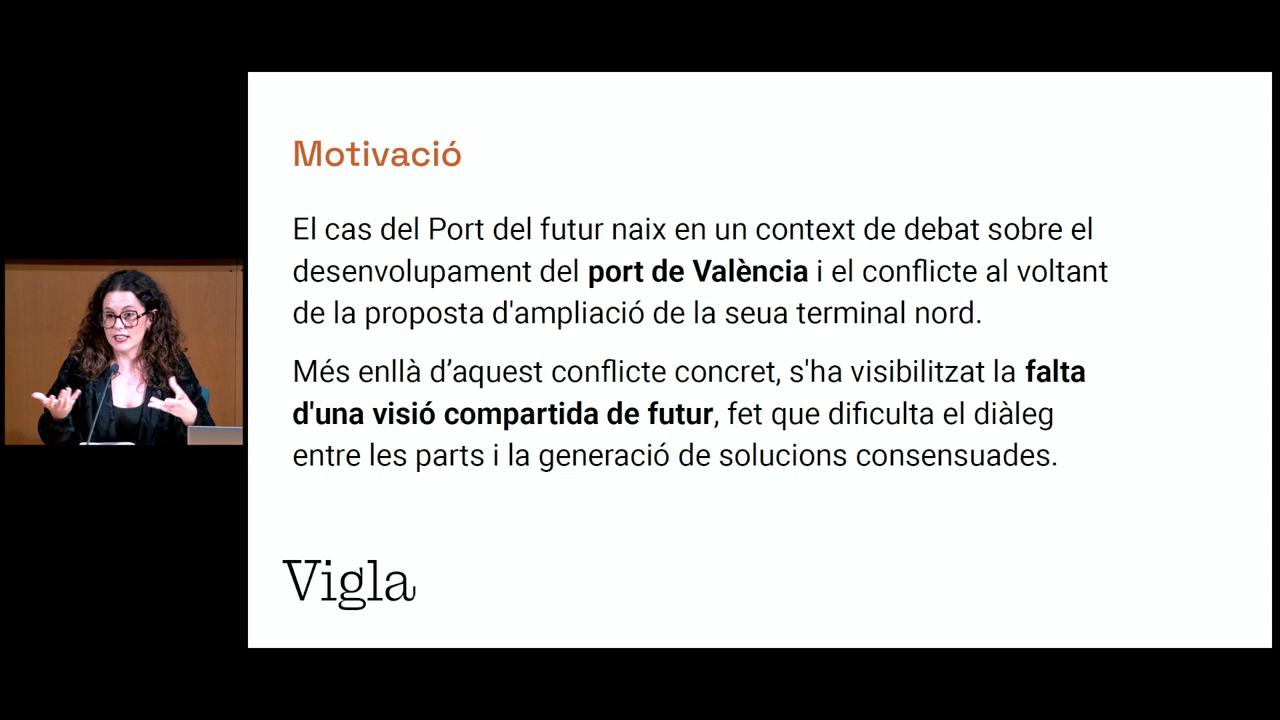 Motivació
El cas del Port del futur naix en un context de debat sobre el
desenvolupament del port de València i el conflicte al voltant
de la proposta d'ampliació de la seua terminal nord.
Més enllà d’aquest conflicte concret, s'ha visibilitzat la falta
d'una visió compartida de futur, fet que dificulta el diàleg
entre les parts i la generació de solucions consensuades.
Vigla